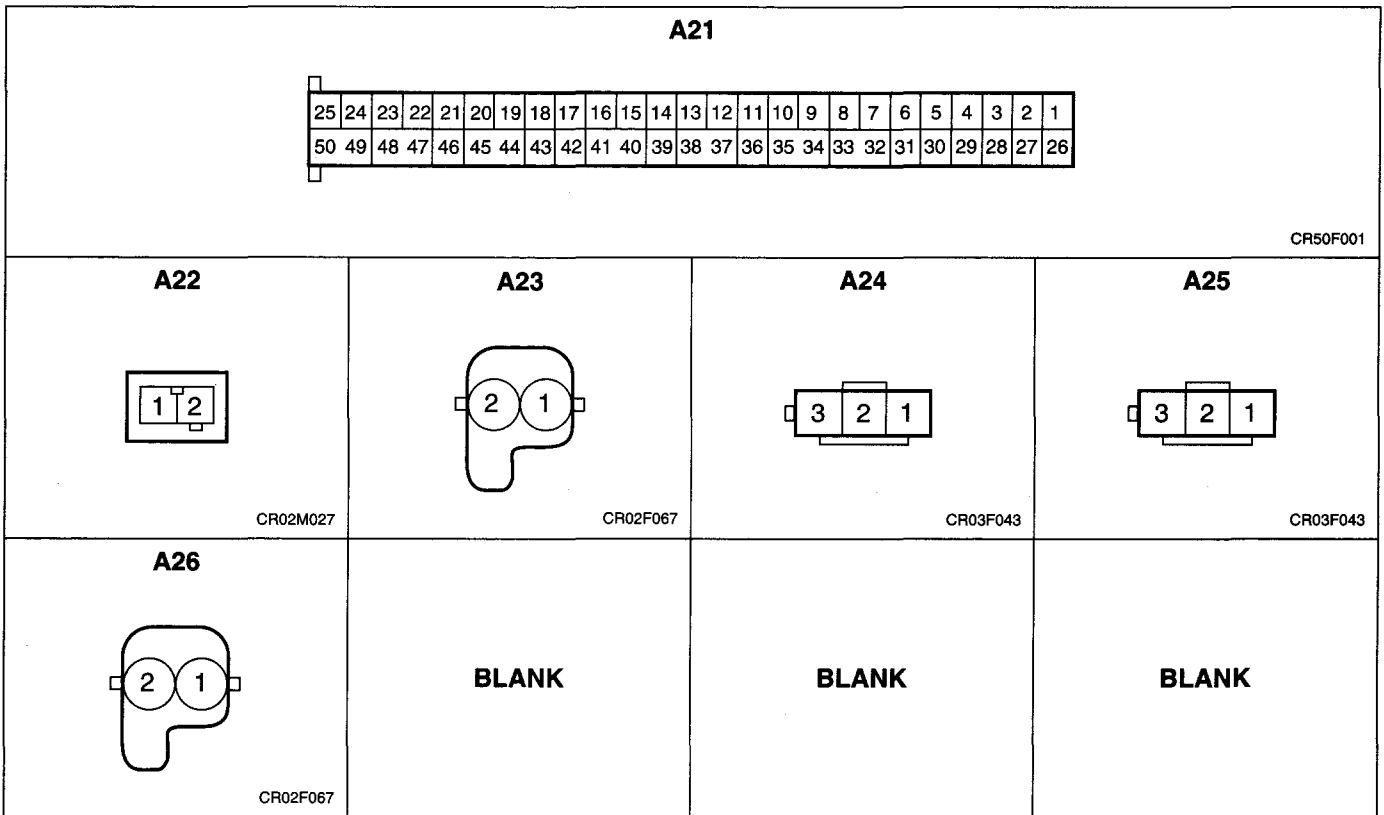 A21
25 24 23 22 21 20 19 18 17 16 15 14 13 12 11 10 9 8 7 6 5 4 3 2 1
50 49 48 47 46 45 44 43 42 41 40 39 38 37 36 35 34 33 32 31 30 29 28 27 26
CR50F001
A22 A23 A24 A25
1 2 2 1 3 2 1 3 2 1
CR02M027 CR02F067 CR03F043 CR03F043
A26
2 1 BLANK BLANK BLANK
CR02F067